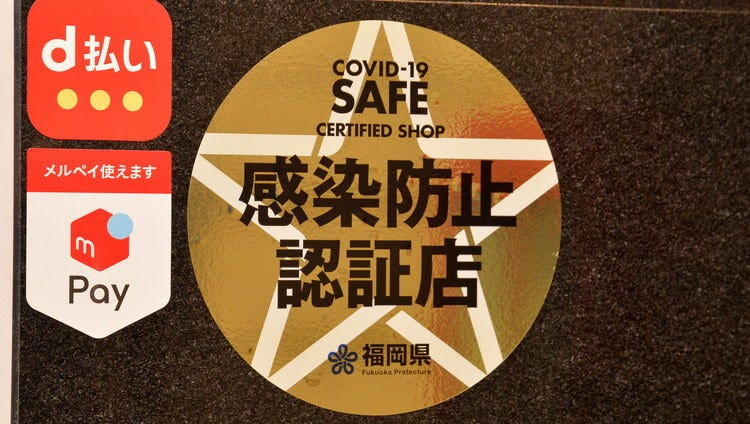 d払い
メルペイ使えます
m
Pay
COVID-19
SAFE
CERTIFIED SHOP
感染防止
認証店
福岡県
Fukuoka Prefecture